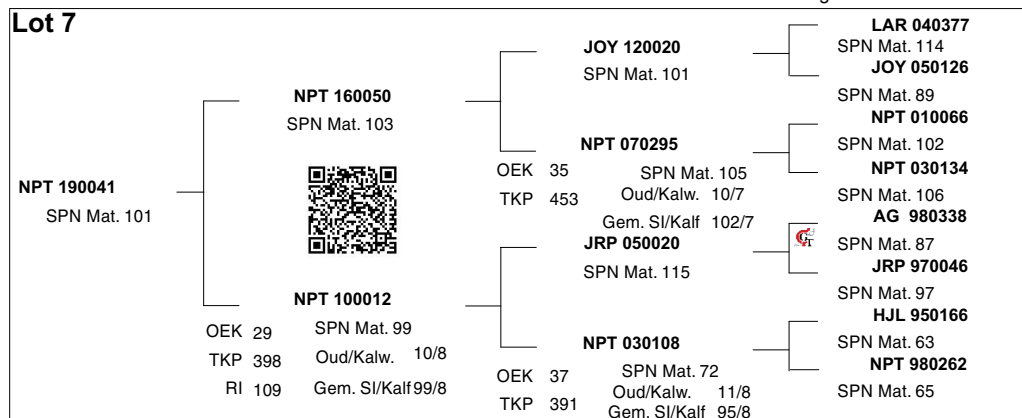 Lot 7
NPT 190041
SPN Mat. 101
NPT 160050
SPN Mat. 103
NPT 100012
OEK 29 SPN Mat. 99
TKP 398 Oud/Kalw. 10/8
RI 109 Gem. SI/Kalf 99/8
JOY 120020
SPN Mat. 101
NPT 070295
OEK 35 SPN Mat. 105
TKP 453 Oud/Kalw. 10/7
Gem. SI/Kalf 102/7
JRP 050020
SPN Mat. 115
NPT 030108
OEK 37 SPN Mat. 72
TKP 391 Oud/Kalw. 11/8
Gem. SI/Kalf 95/8
LAR 040377
SPN Mat. 114
JOY 050126
SPN Mat. 89
NPT 010066
SPN Mat. 102
NPT 030134
SPN Mat. 106
AG 980338
SPN Mat. 87
JRP 970046
SPN Mat. 97
HJL 950166
SPN Mat. 63
NPT 980262
SPN Mat. 65